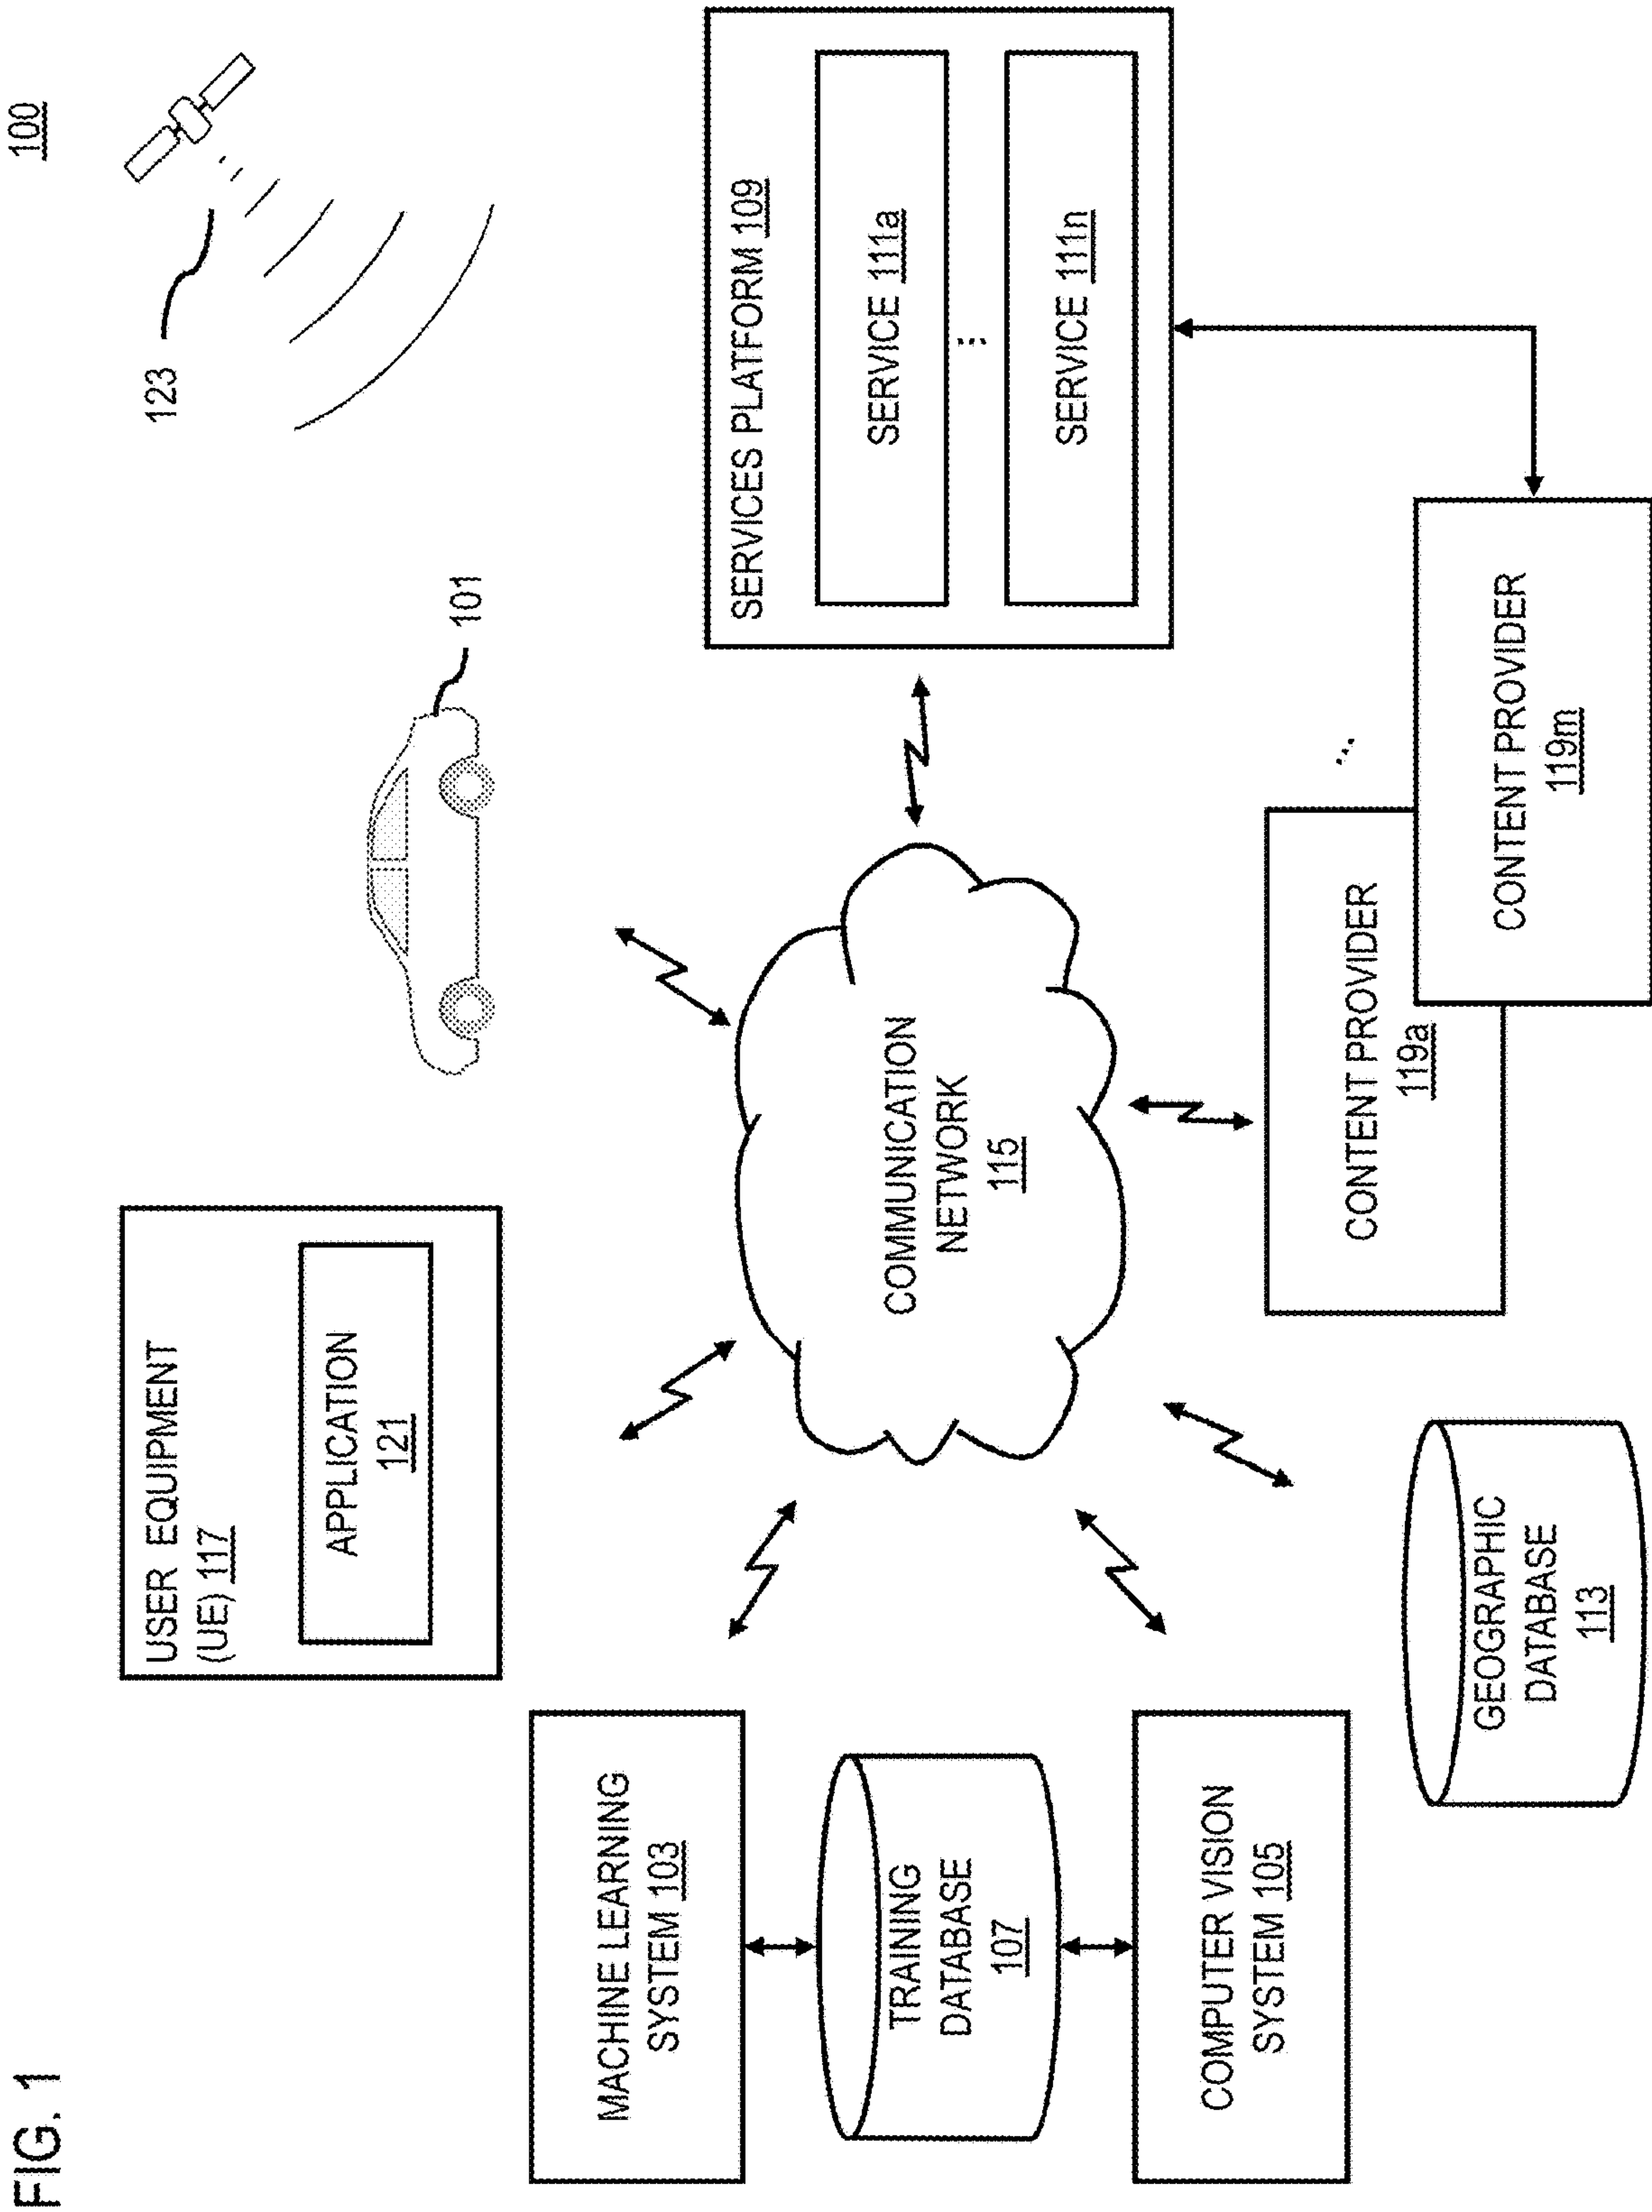 FIG. 1
100
USER EQUIPMENT
(UE) 117
APPLICATION
121
101
123
MACHINE LEARNING
SYSTEM 103
TRAINING
DATABASE
107
COMPUTER VISION
SYSTEM 105
COMMUNICATION
NETWORK
115
SERVICES PLATFORM 109
SERVICE 111a
...
SERVICE 111n
GEOGRAPHIC
DATABASE
113
CONTENT PROVIDER
119a
...
CONTENT PROVIDER
119m